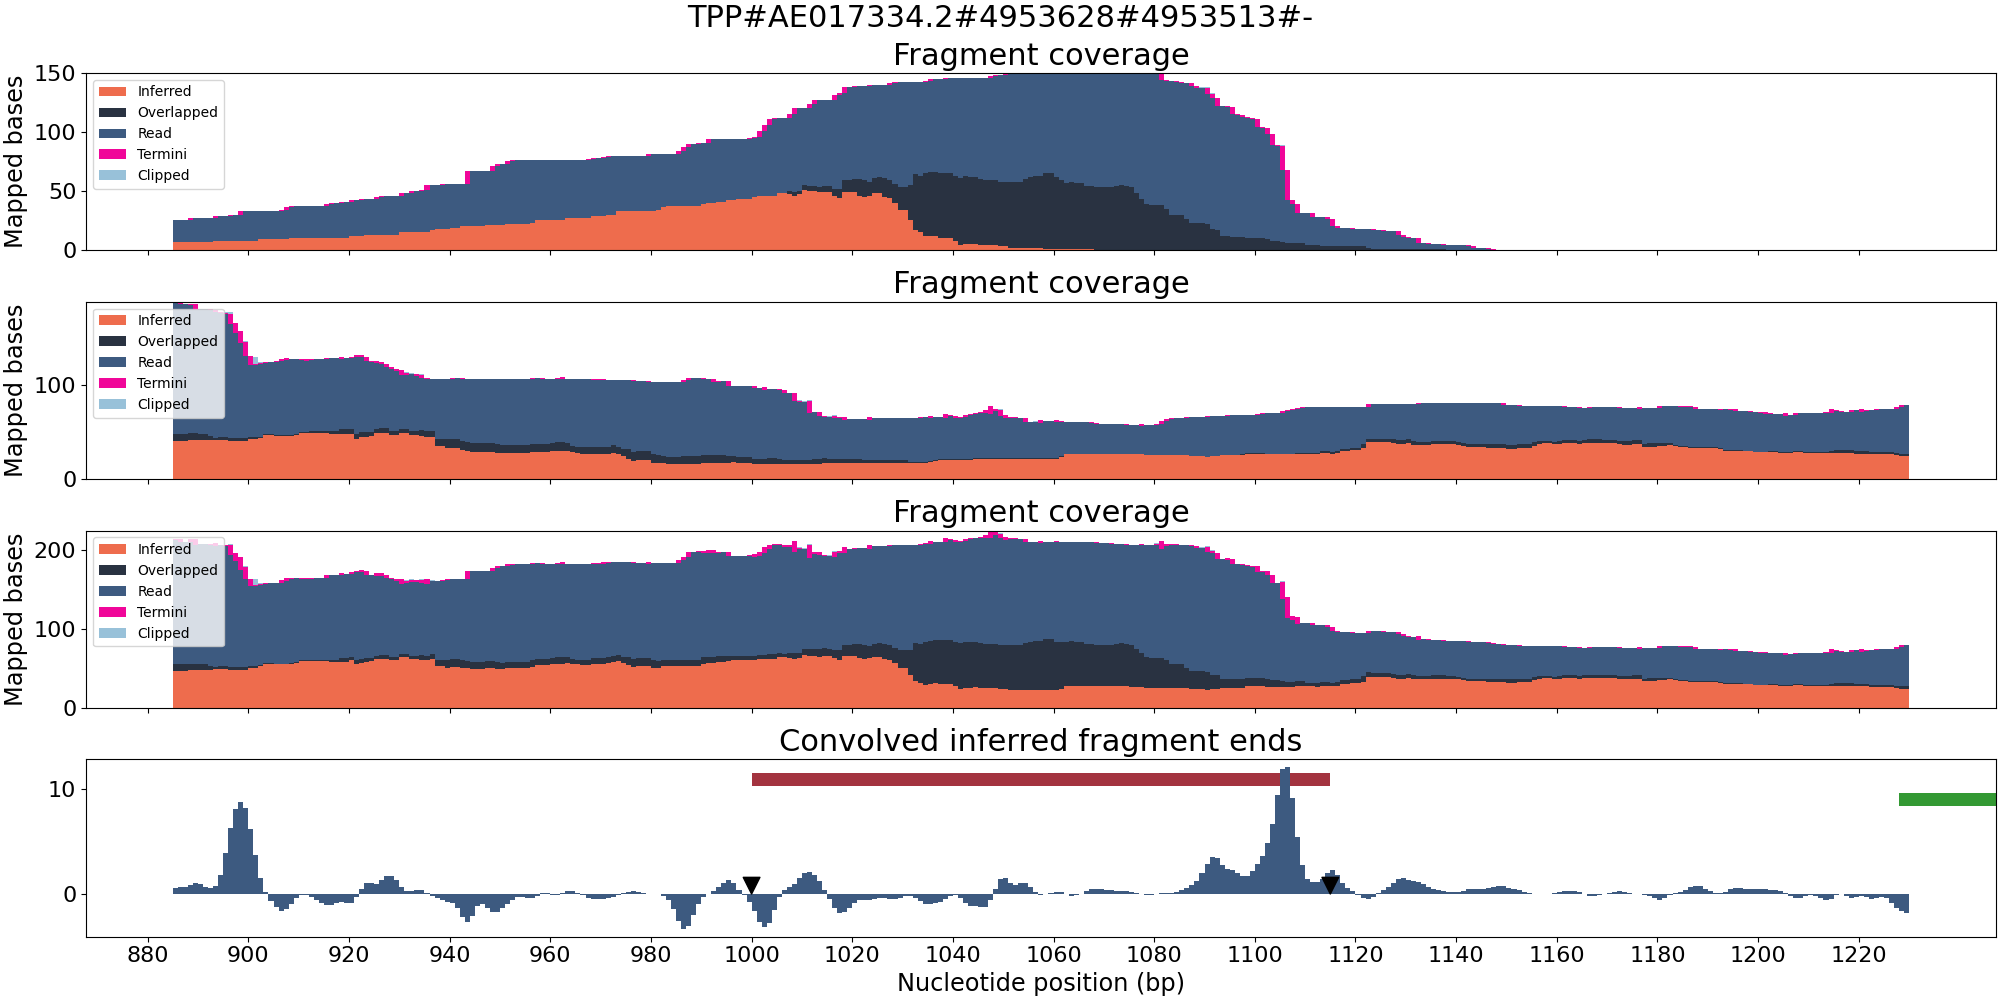 TPP#AE017334.2#4953628#4953513#-
Fragment coverage
Mapped bases
150
100
50
0
Inferred
Overlapped
Read
Termini
Clipped
Fragment coverage
Mapped bases
100
0
Inferred
Overlapped
Read
Termini
Clipped
Fragment coverage
Mapped bases
200
100
0
Inferred
Overlapped
Read
Termini
Clipped
Convolved inferred fragment ends
10
0
880 900 920 940 960 980 1000 1020 1040 1060 1080 1100 1120 1140 1160 1180 1200 1220
Nucleotide position (bp)